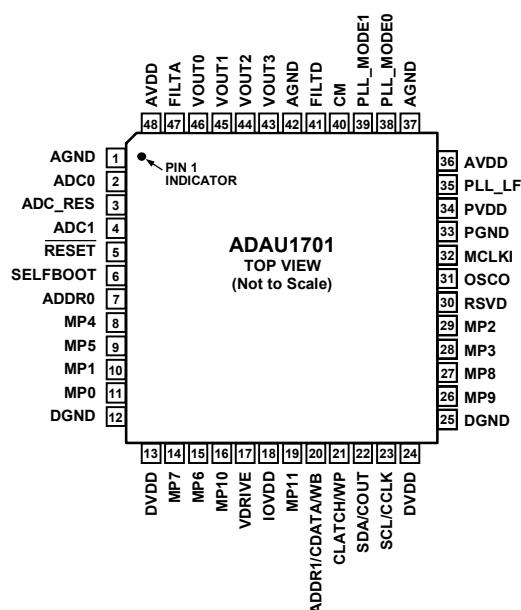 AVDD
FILTA
VOUT0
VOUT1
VOUT2
VOUT3
AGND
FILTD
CM
PLL_MODE1
PLL_MODE0
AGND
48
47
46
45
44
43
42
41
40
39
38
37
AGND 1
ADC0 2
ADC_RES 3
ADC1 4
RESET 5
SELFBOOT 6
ADDR0 7
MP4 8
MP5 9
MP1 10
MP0 11
DGND 12
PIN 1
INDICATOR
ADAU1701
TOP VIEW
(Not to Scale)
36 AVDD
35 PLL_LF
34 PVDD
33 PGND
32 MCLKI
31 OSCO
30 RSVD
29 MP2
28 MP3
27 MP8
26 MP9
25 DGND
13
14
15
16
17
18
19
20
21
22
23
24
DVDD
MP7
MP6
MP10
VDRIVE
IOVDD
MP11
ADDR1/CDATA/WB
CLATCH/WP
SDA/COUT
SCL/CCLK
DVDD